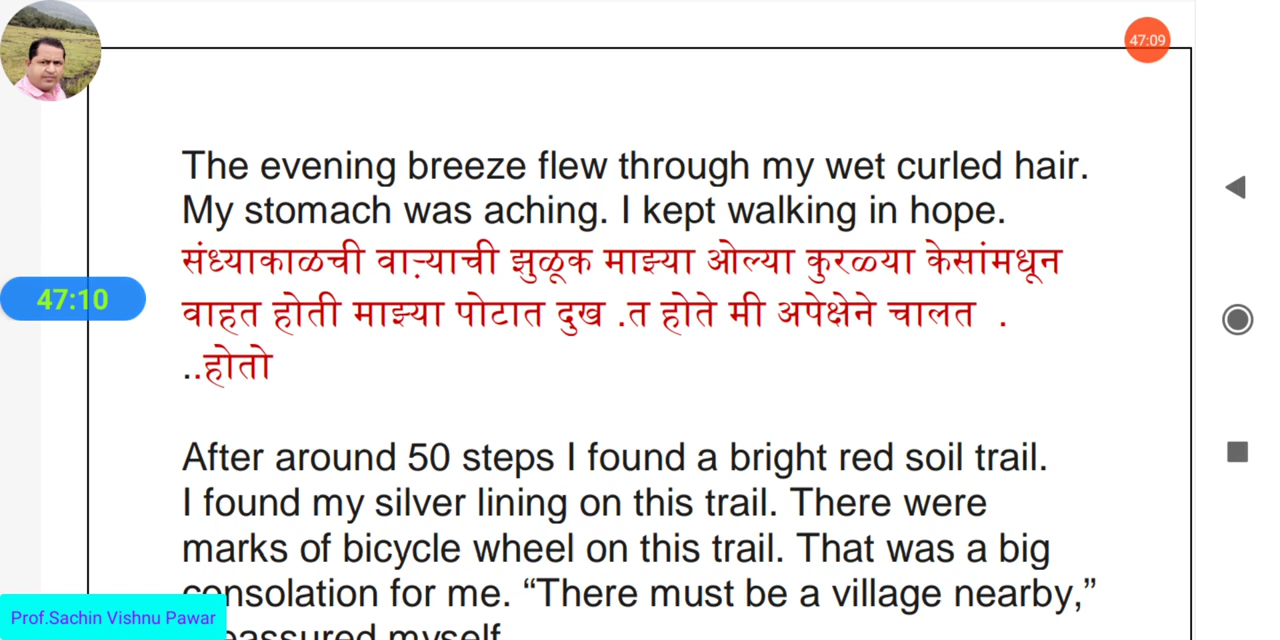 47:09
The evening breeze flew through my wet curled hair.
My stomach was aching. I kept walking in hope.
संध्याकाळची वाऱ्याची झुळूक माझ्या ओल्या कुरळ्या केसांमधून
वाहत होती माझ्या पोटात दुख .त होते मी अपेक्षेने चालत .
..होतो
47:10
After around 50 steps I found a bright red soil trail.
I found my silver lining on this trail. There were
marks of bicycle wheel on this trail. That was a big
consolation for me. “There must be a village nearby,”
reassured myself
Prof.Sachin Vishnu Pawar